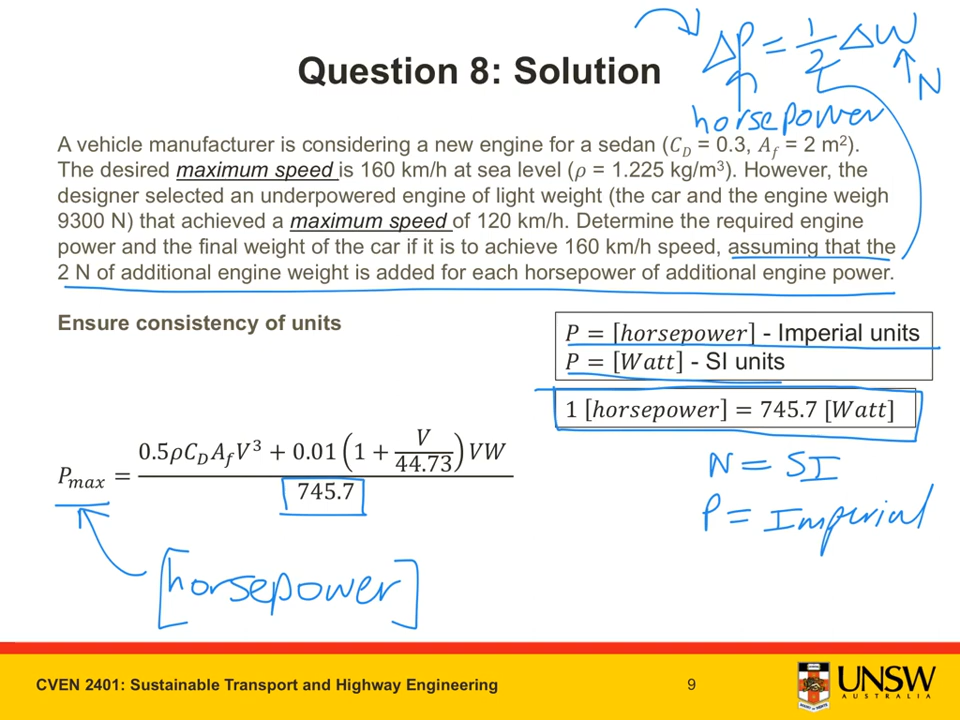 ΔP = 1/2 ΔW
N
horsepower
Question 8: Solution
A vehicle manufacturer is considering a new engine for a sedan (C_D = 0.3, A_f = 2 m²).
The desired maximum speed is 160 km/h at sea level (ρ = 1.225 kg/m³). However, the
designer selected an underpowered engine of light weight (the car and the engine weigh
9300 N) that achieved a maximum speed of 120 km/h. Determine the required engine
power and the final weight of the car if it is to achieve 160 km/h speed, assuming that the
2 N of additional engine weight is added for each horsepower of additional engine power.
Ensure consistency of units
P = [horsepower] - Imperial units
P = [Watt] - SI units
1 [horsepower] = 745.7 [Watt]
P_max = (0.5ρC_D A_f V³ + 0.01 (1 + V/44.73) VW) / 745.7
N = SI
P = Imperial
[horsepower]
CVEN 2401: Sustainable Transport and Highway Engineering
9
UNSW
AUSTRALIA